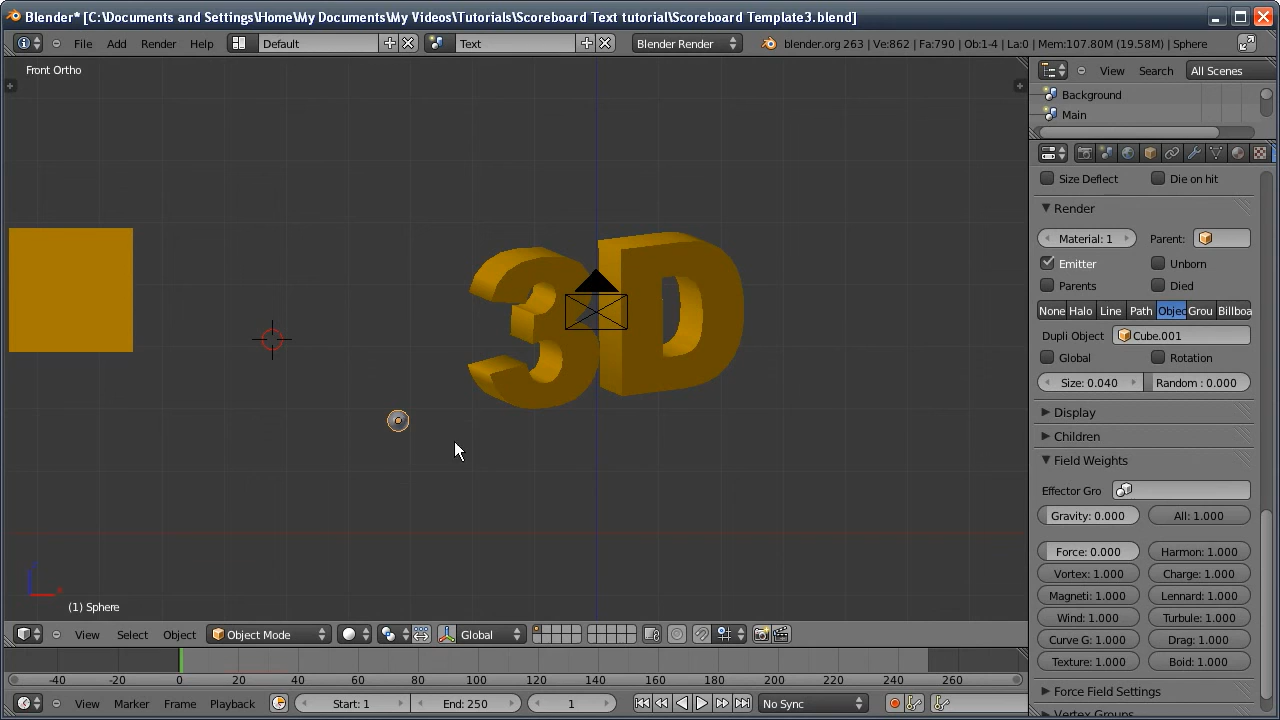 Blender* [C:\Documents and Settings\Home\My Documents\My Videos\Tutorials\Scoreboard Text tutorial\Scoreboard Template3.blend]
File Add Render Help Default Text Blender Render blender.org 263 | Ve:862 | Fa:790 | Ob:1-4 | La:0 | Mem:107.80M (19.58M) | Sphere
Front Ortho
View Search All Scenes
Background
Main
Size Deflect Die on hit
Render
Material: 1 Parent:
Emitter Unborn
Parents Died
None Halo Line Path Objec Grou Billboa
Dupli Object Cube.001
Global Rotation
Size: 0.040 Random : 0.000
Display
Children
Field Weights
Effector Gro
Gravity: 0.000 All: 1.000
Force: 0.000 Harmon: 1.000
Vortex: 1.000 Charge: 1.000
Magneti: 1.000 Lennard: 1.000
Wind: 1.000 Turbule: 1.000
Curve G: 1.000 Drag: 1.000
Texture: 1.000 Boid: 1.000
Force Field Settings
Vertex Groups
3D
(1) Sphere
View Select Object Object Mode Global
-40 -20 0 20 40 60 80 100 120 140 160 180 200 220 240 260
View Marker Frame Playback Start: 1 End: 250 1 No Sync